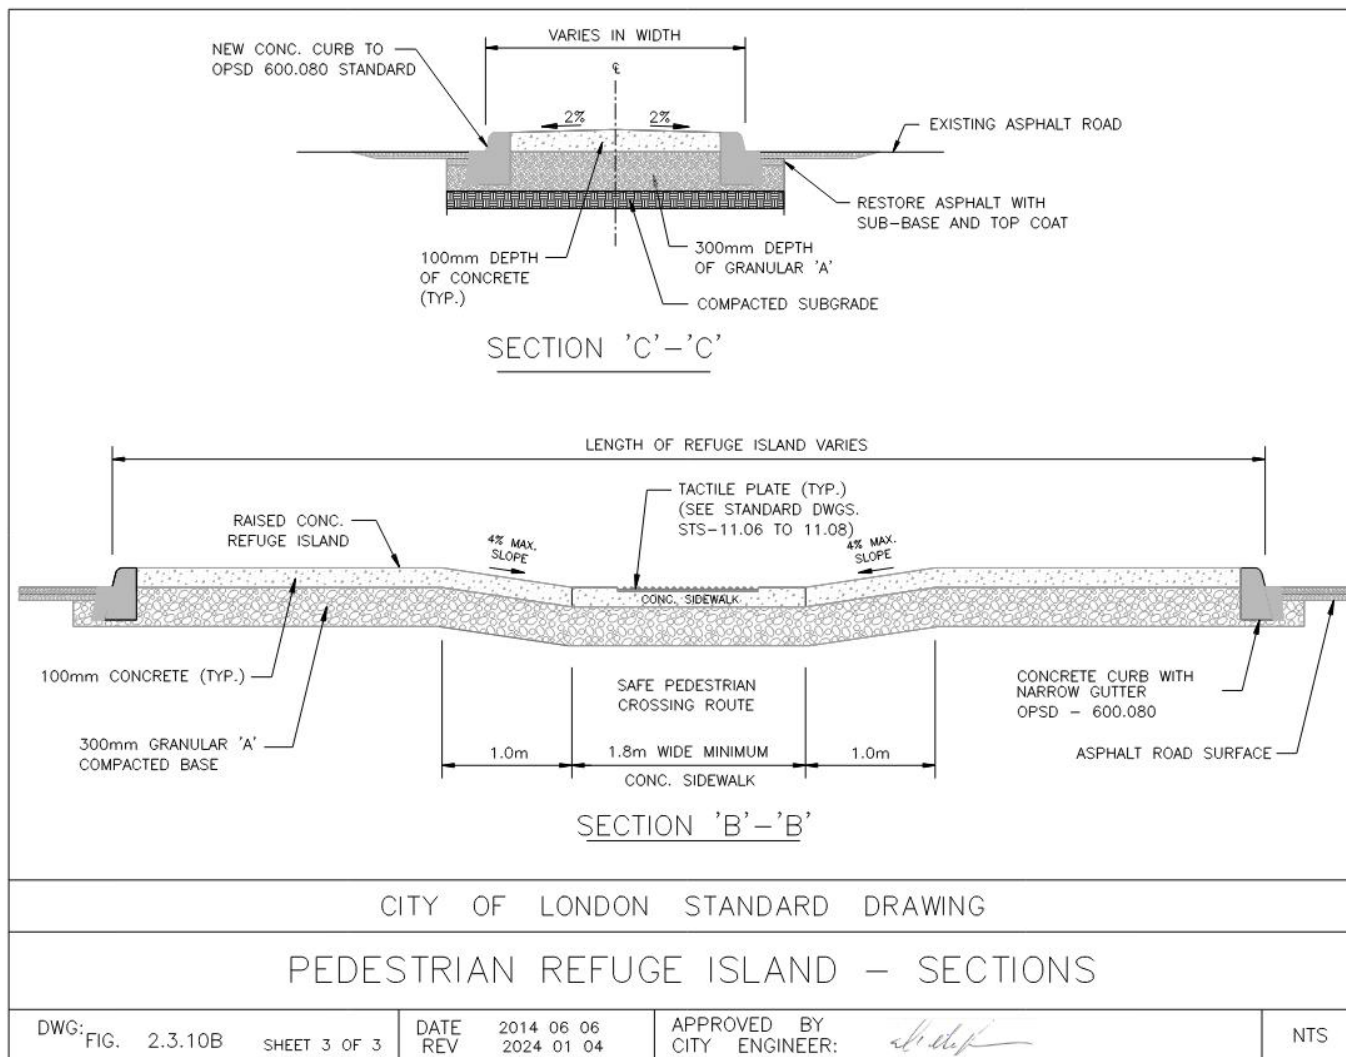 VARIES IN WIDTH
NEW CONC. CURB TO
OPSD 600.080 STANDARD
℄
2%
2%
EXISTING ASPHALT ROAD
RESTORE ASPHALT WITH
SUB-BASE AND TOP COAT
100mm DEPTH
OF CONCRETE
(TYP.)
300mm DEPTH
OF GRANULAR 'A'
COMPACTED SUBGRADE
SECTION 'C'-'C'
LENGTH OF REFUGE ISLAND VARIES
TACTILE PLATE (TYP.)
(SEE STANDARD DWGS.
STS-11.06 TO 11.08)
RAISED CONC.
REFUGE ISLAND
4% MAX.
SLOPE
4% MAX.
SLOPE
CONC. SIDEWALK
100mm CONCRETE (TYP.)
300mm GRANULAR 'A'
COMPACTED BASE
SAFE PEDESTRIAN
CROSSING ROUTE
CONCRETE CURB WITH
NARROW GUTTER
OPSD - 600.080
ASPHALT ROAD SURFACE
1.0m
1.8m WIDE MINIMUM
1.0m
CONC. SIDEWALK
SECTION 'B'-'B'
CITY OF LONDON STANDARD DRAWING
PEDESTRIAN REFUGE ISLAND - SECTIONS
DWG: FIG. 2.3.10B SHEET 3 OF 3
DATE 2014 06 06
REV 2024 01 04
APPROVED BY
CITY ENGINEER:
NTS